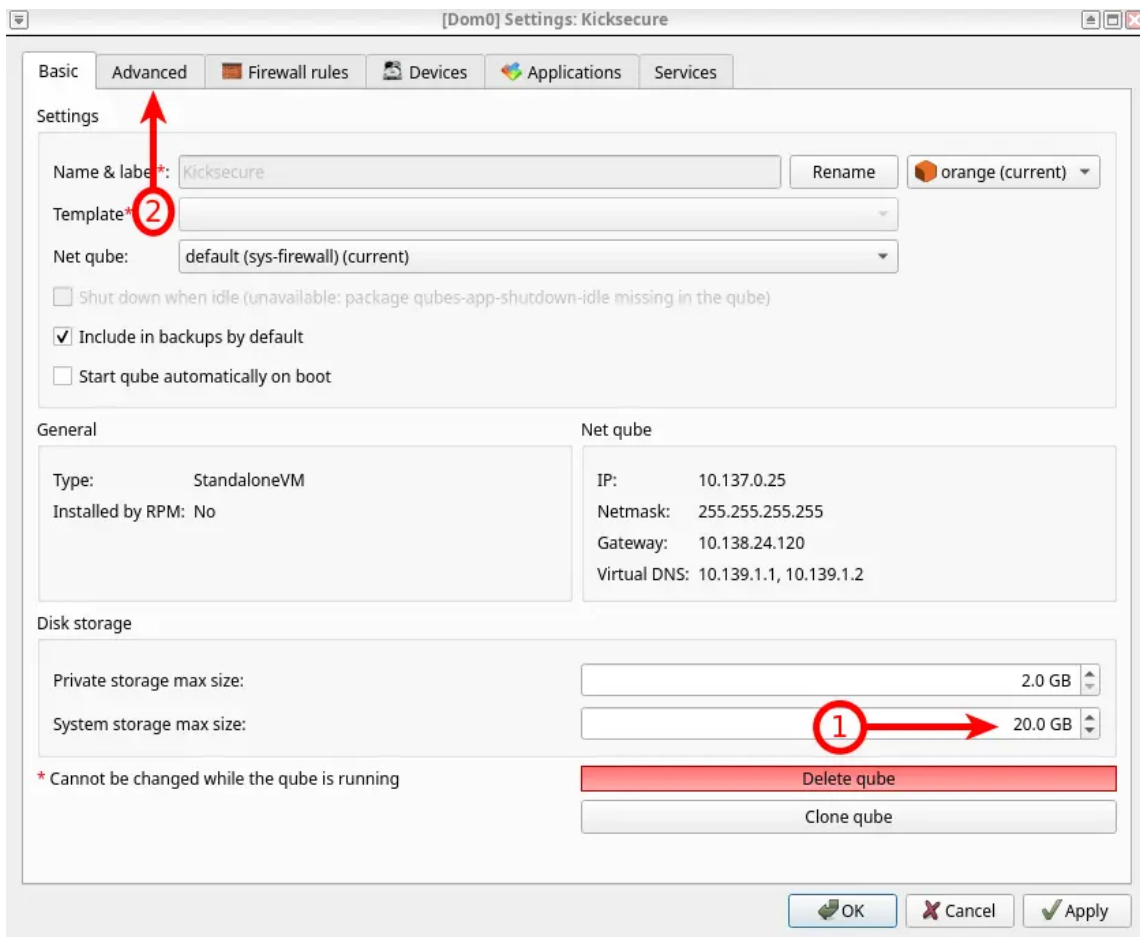 [Dom0] Settings: Kicksecure
Basic Advanced Firewall rules Devices Applications Services
Settings
Name & labe *: Kicksecure Rename orange (current)
2
Template*
Net qube: default (sys-firewall) (current)
Shut down when idle (unavailable: package qubes-app-shutdown-idle missing in the qube)
Include in backups by default
Start qube automatically on boot
General Net qube
Type: StandaloneVM IP: 10.137.0.25
Installed by RPM: No Netmask: 255.255.255.255
Gateway: 10.138.24.120
Virtual DNS: 10.139.1.1, 10.139.1.2
Disk storage
Private storage max size: 2.0 GB
System storage max size: 1 20.0 GB
* Cannot be changed while the qube is running Delete qube
Clone qube
OK Cancel Apply